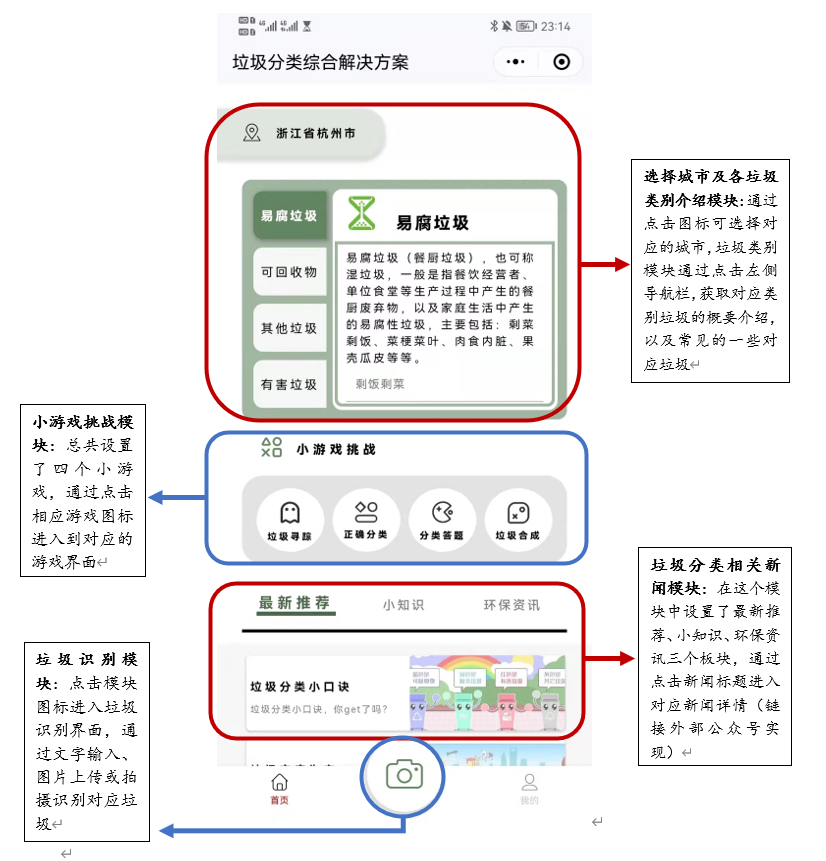 HD 1 4G 4G
HD 2
54 23:14
垃圾分类综合解决方案
浙江省杭州市
易腐垃圾
可回收物
其他垃圾
有害垃圾
易腐垃圾
易腐垃圾（餐厨垃圾），也可称
湿垃圾，一般是指餐饮经营者、
单位食堂等生产过程中产生的餐
厨废弃物，以及家庭生活中产生
的易腐性垃圾，主要包括：剩菜
剩饭、菜梗菜叶、肉食内脏、果
壳瓜皮等等。
剩饭剩菜
选择城市及各垃圾
类别介绍模块:通过
点击图标可选择对
应的城市,垃圾类别
模块通过点击左侧
导航栏,获取对应类
别垃圾的概要介绍,
以及常见的一些对
应垃圾↵
小游戏挑战模
块：总共设置
了四个小游
戏，通过点击
相应游戏图标
进入到对应的
游戏界面↵
小游戏挑战
垃圾寻踪
正确分类
分类答题
垃圾合成
最新推荐
小知识
环保资讯
垃圾分类小口诀
垃圾分类小口诀，你get了吗?
垃圾分类相关新
闻模块：在这个模
块中设置了最新推
荐、小知识、环保资
讯三个板块，通过
点击新闻标题进入
对应新闻详情（链
接外部公众号实
现）↵
垃圾识别模
块：点击模块
图标进入垃圾
识别界面，通
过文字输入、
图片上传或拍
摄识别对应垃
圾↵
首页
我的
↵
↵